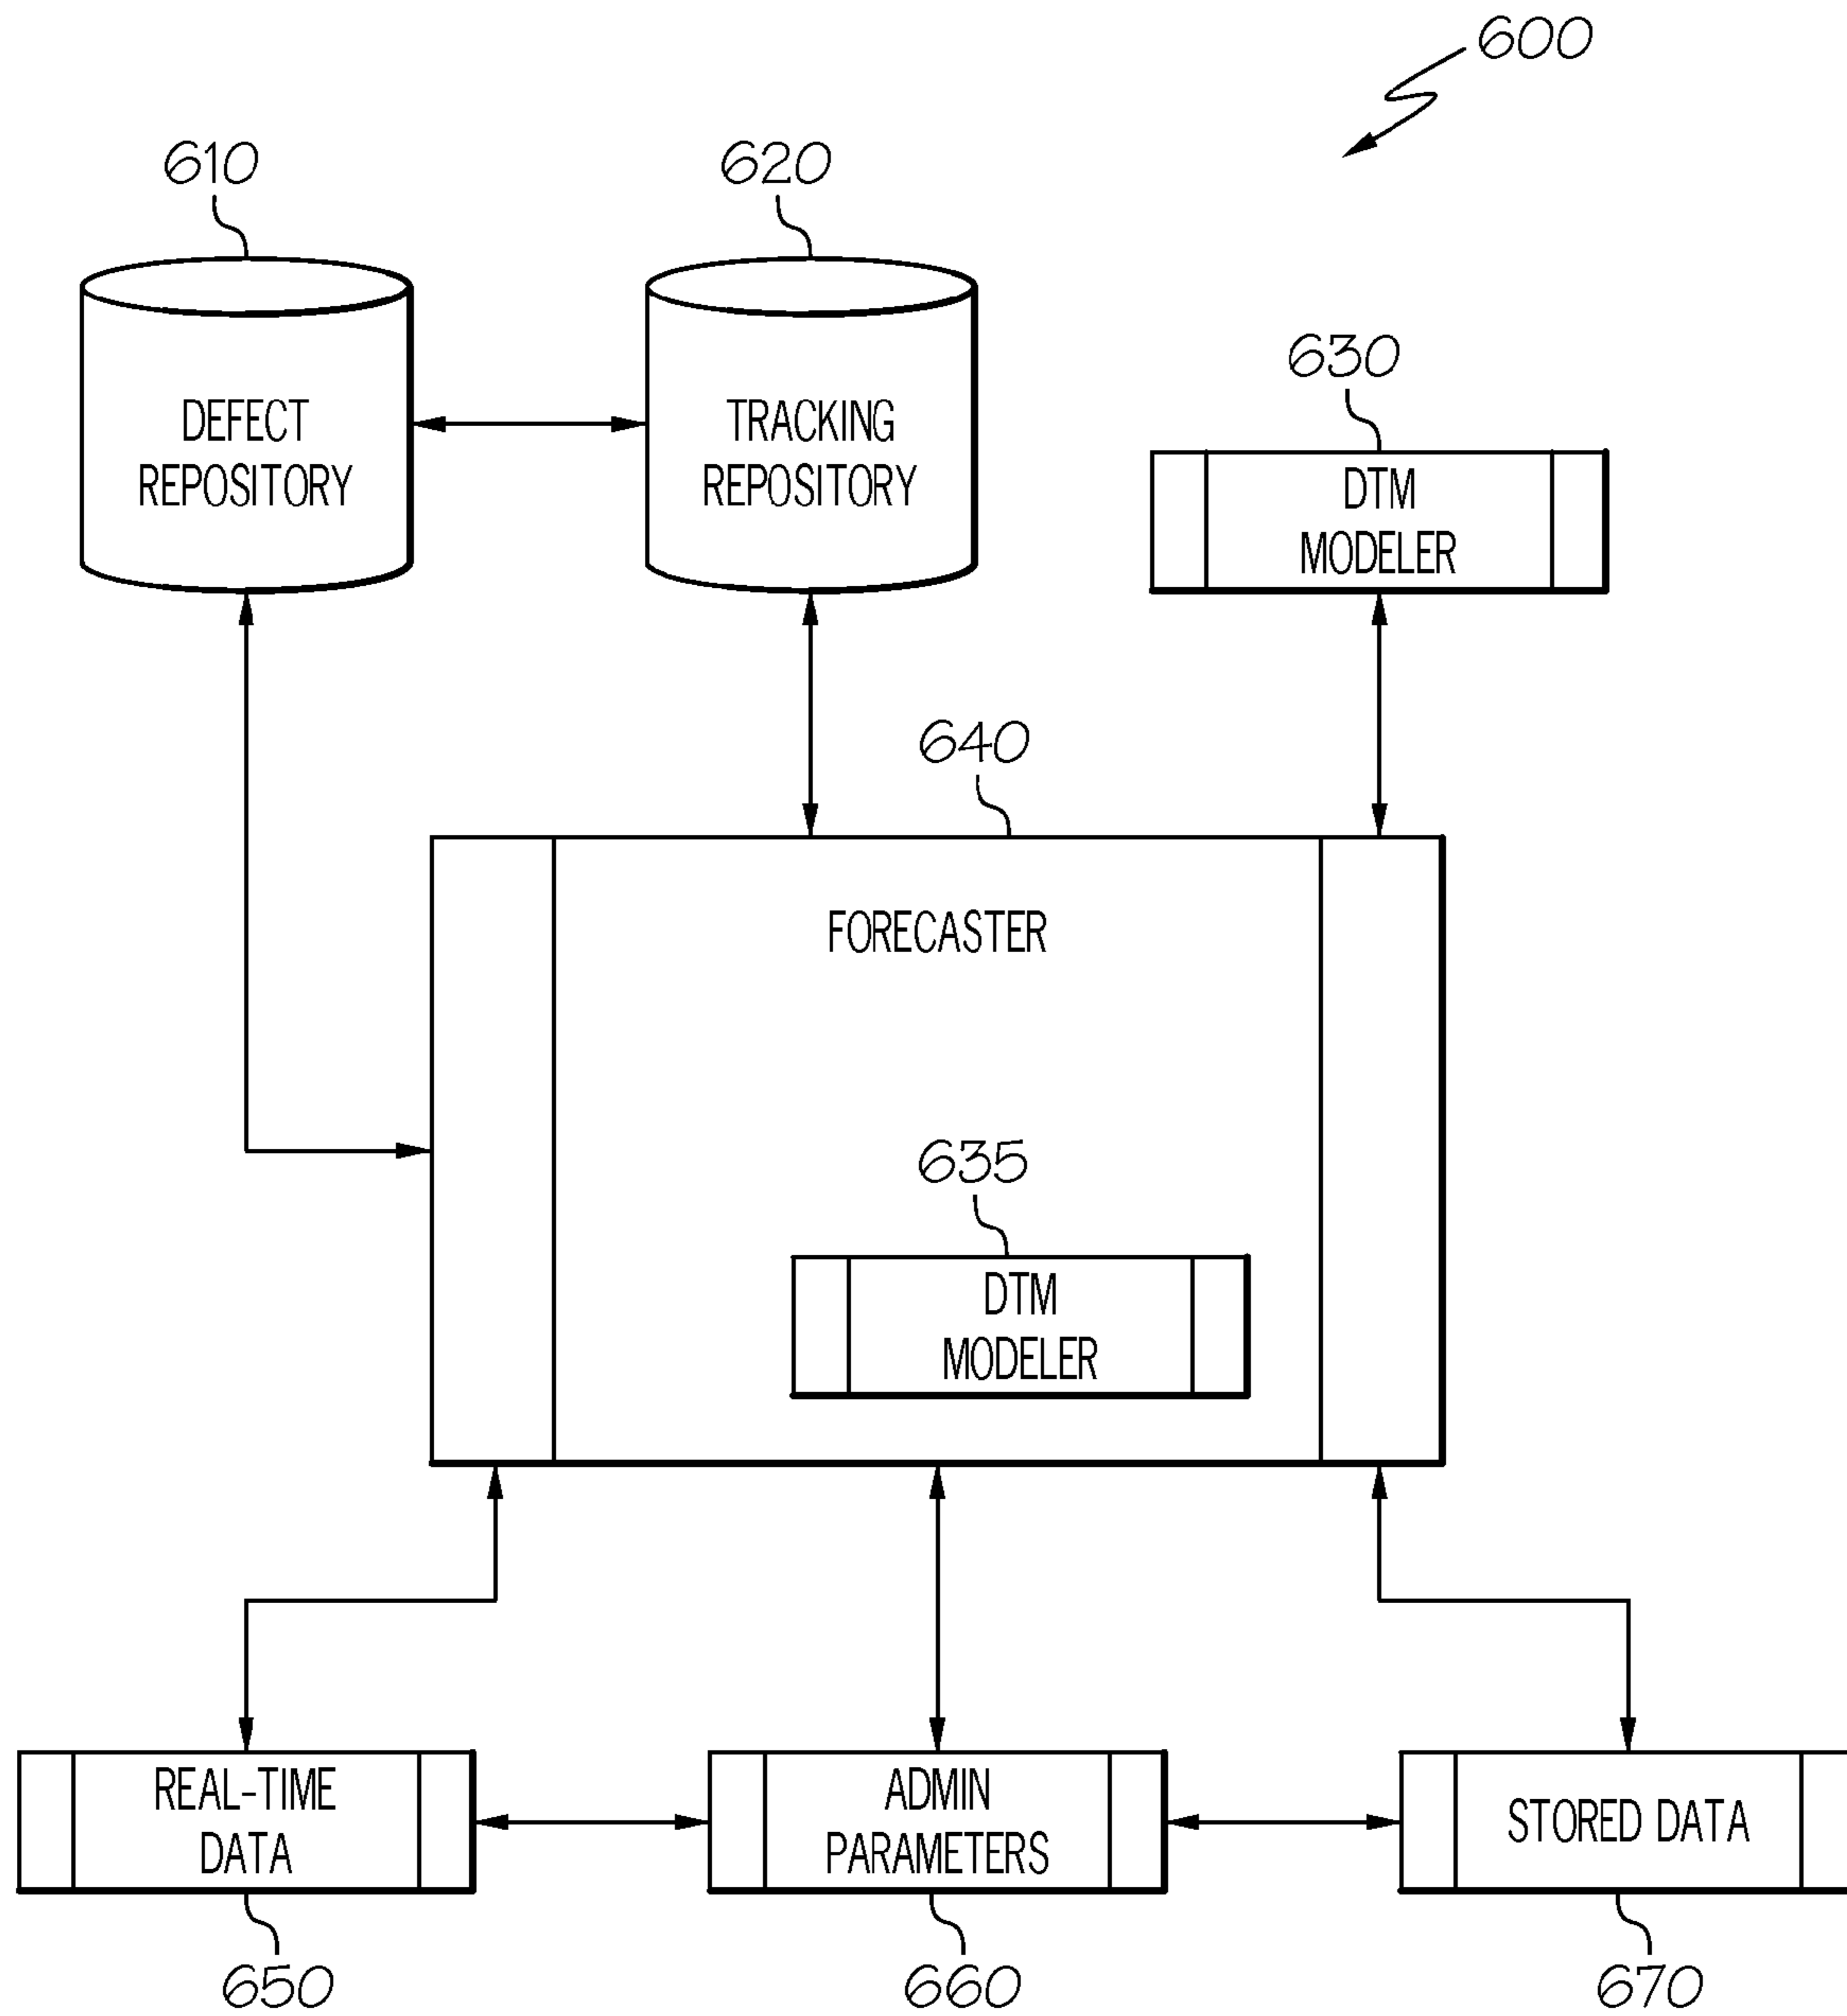 600
610
620
DEFECT
REPOSITORY
TRACKING
REPOSITORY
630
DTM
MODELER
640
FORECASTER
635
DTM
MODELER
REAL-TIME
DATA
ADMIN
PARAMETERS
STORED DATA
650
660
670